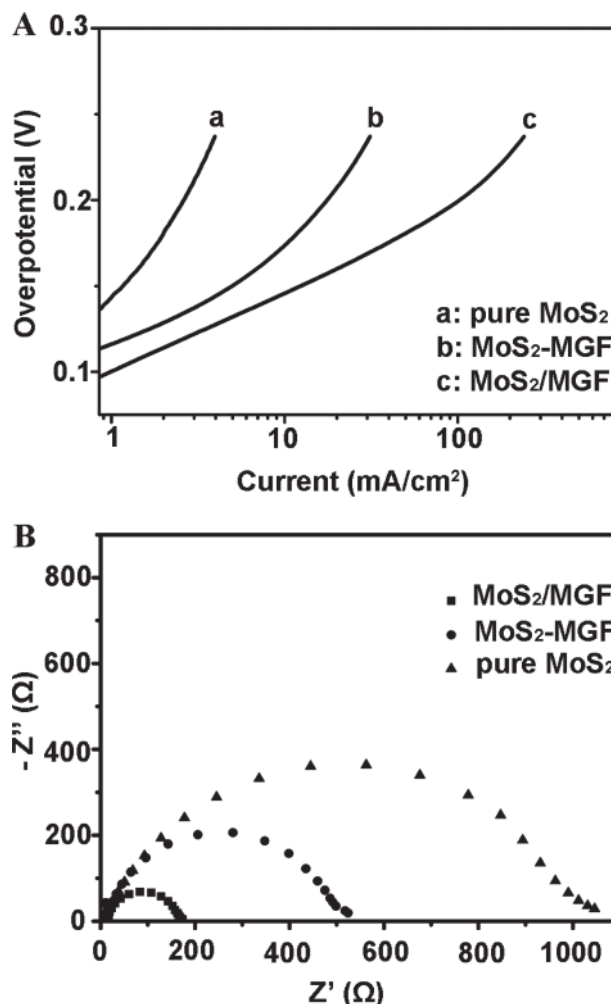 A
0.3
0.2
0.1
Overpotential (V)
a
b
c
a: pure MoS₂
b: MoS₂-MGF
c: MoS₂/MGF
1
10
100
Current (mA/cm²)
B
800
600
400
200
0
- Z'' (Ω)
MoS₂/MGF
MoS₂-MGF
pure MoS₂
0
200
400
600
800
1000
Z' (Ω)